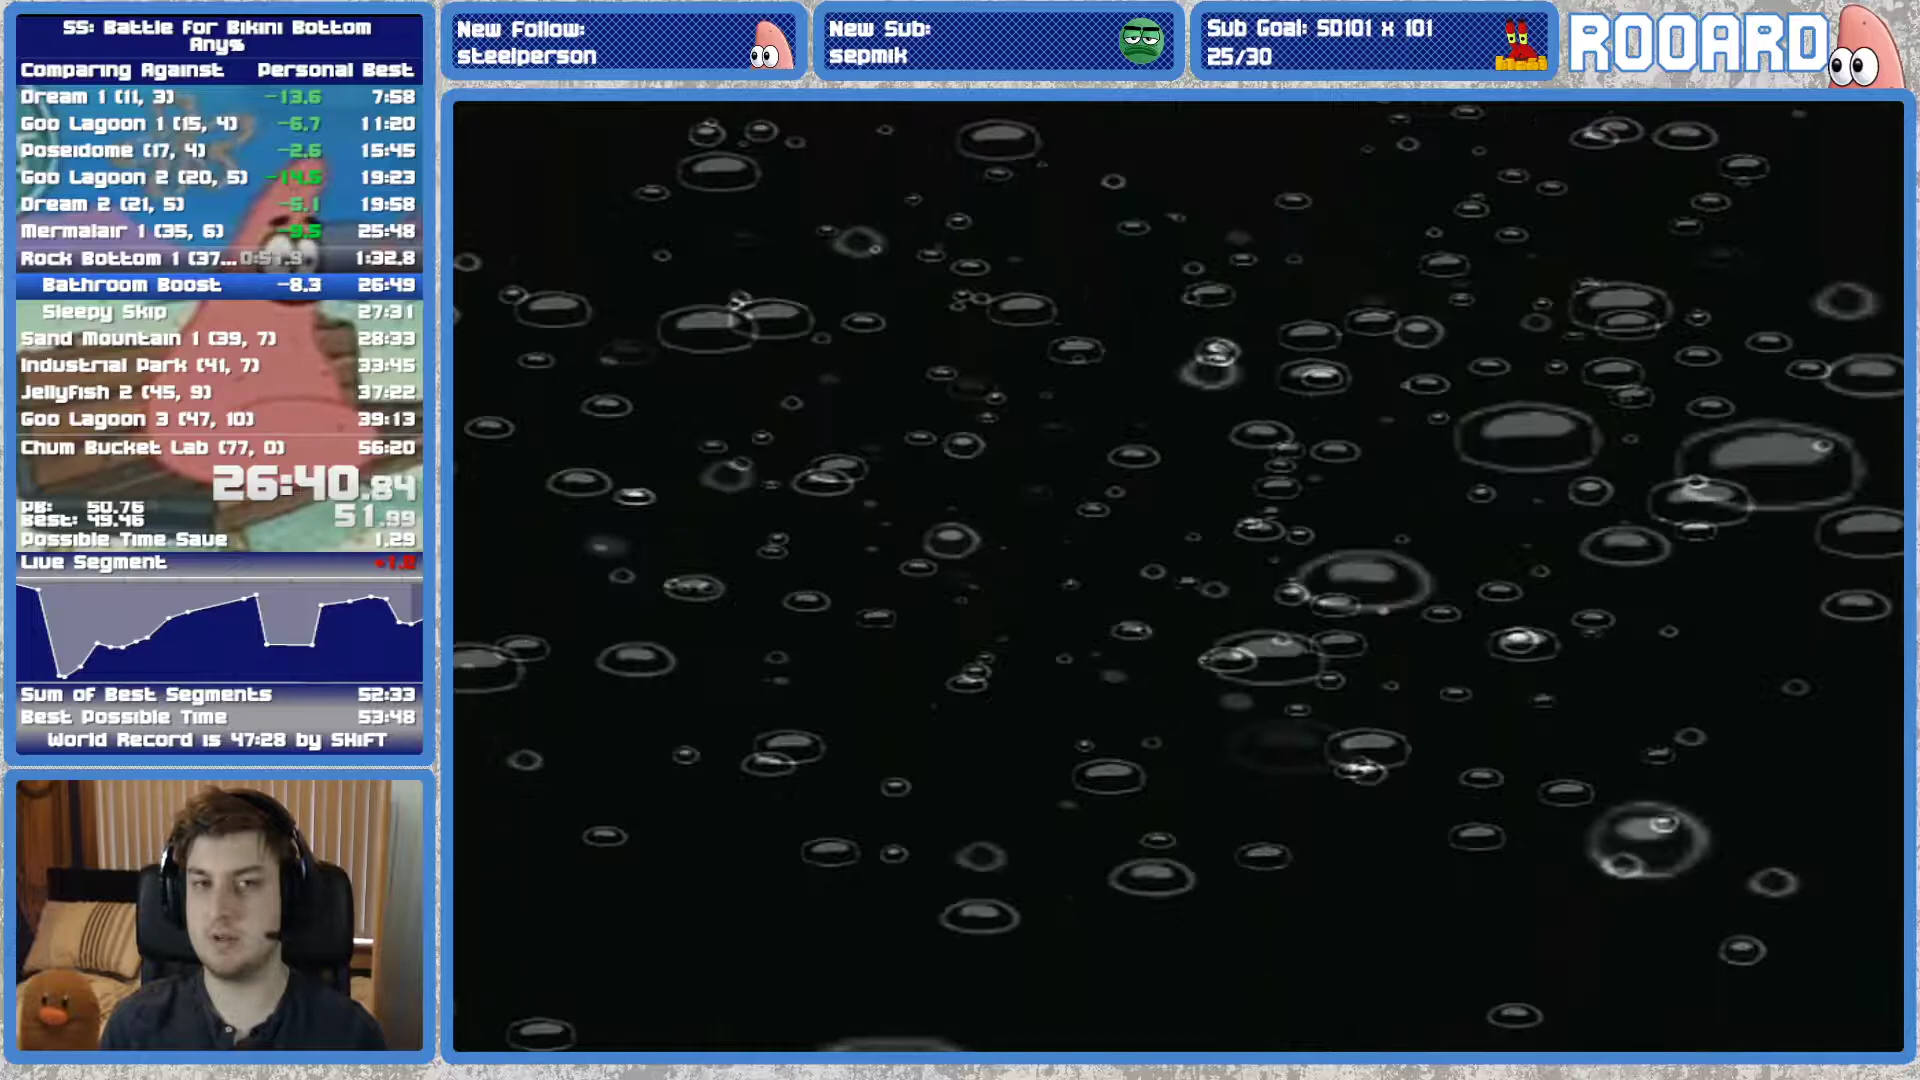 SS: Battle for Bikini Bottom
Any%
Comparing Against Personal Best
Dream 1 (11, 3) -13.6 7:58
Goo Lagoon 1 (15, 4) -6.7 11:20
Poseidome (17, 4) -2.6 15:45
Goo Lagoon 2 (20, 5) -14.5 19:23
Dream 2 (21, 5) -5.1 19:58
Mermalair 1 (35, 6) -9.5 25:48
Rock Bottom 1 (37... 0:51.9 1:32.8
Bathroom Boost -8.3 26:49
Sleepy Skip 27:31
Sand Mountain 1 (39, 7) 28:33
Industrial Park (41, 7) 33:45
Jellyfish 2 (45, 9) 37:22
Goo Lagoon 3 (47, 10) 39:13
Chum Bucket Lab (77, 0) 56:20
26:40.84
PB: 50.76
Best: 49.46 51.99
Possible Time Save 1.29
Live Segment
Sum of Best Segments 52:33
Best Possible Time 53:48
World Record is 47:28 by SHiFT
New Follow:
steelperson
New Sub:
sepmik
Sub Goal: SD101 x 101
25/30
ROOARD